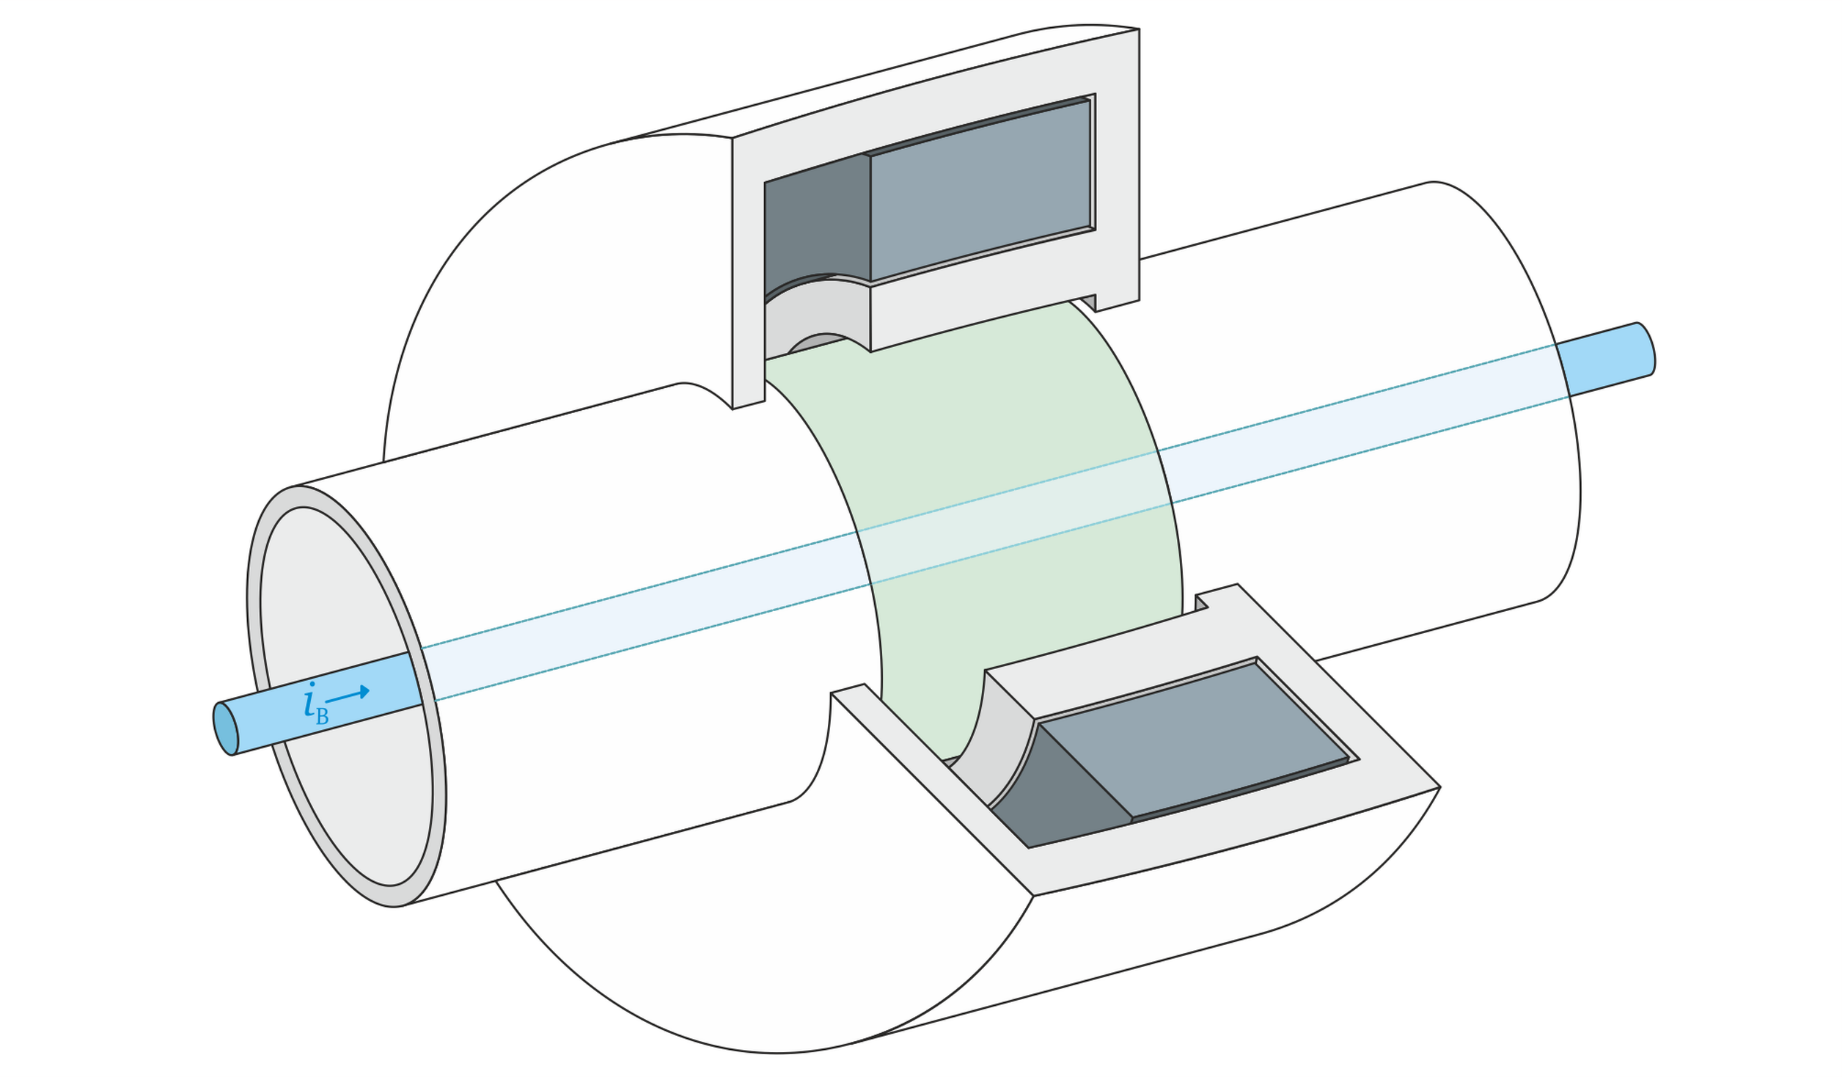 i_B →